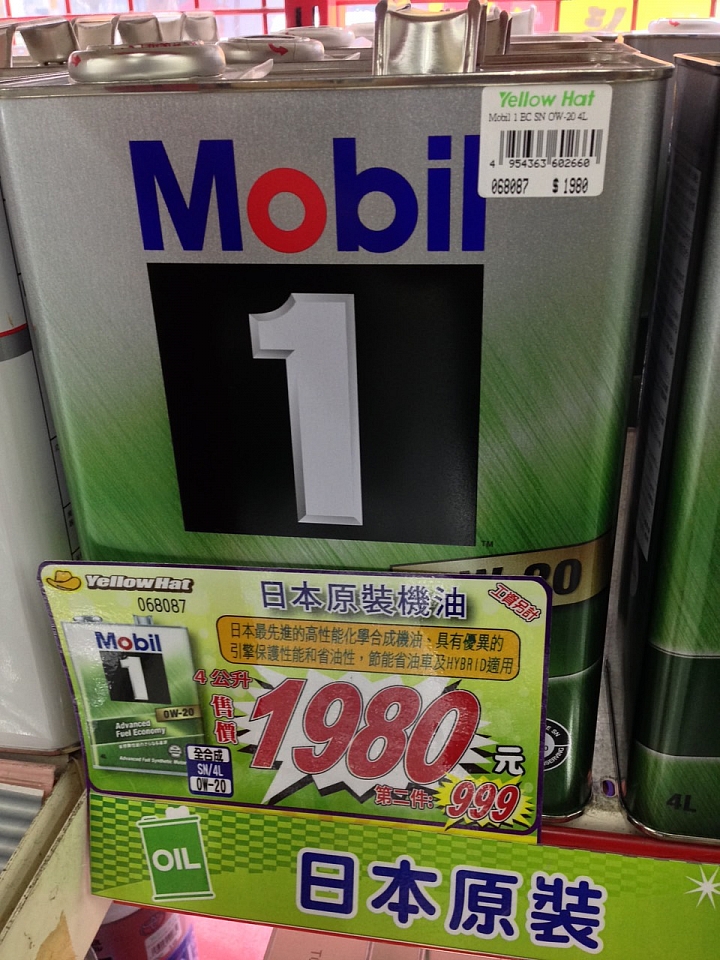 Yellow Hat
Mobil 1 EC SN 0W-20 4L
4 954363 602660
068087 $ 1980
Mobil
1
TM
Yellow Hat
068087
日本原裝機油
工資另計
日本最先進的高性能化學合成機油、具有優異的
引擎保護性能和省油性，節能省油車及HYBRID適用
Mobil
1
0W-20
Advanced
Fuel Economy
4公升
售價
1980
元
全合成
SN/4L
0W-20
第二件:
999
OIL
日本原裝
4L